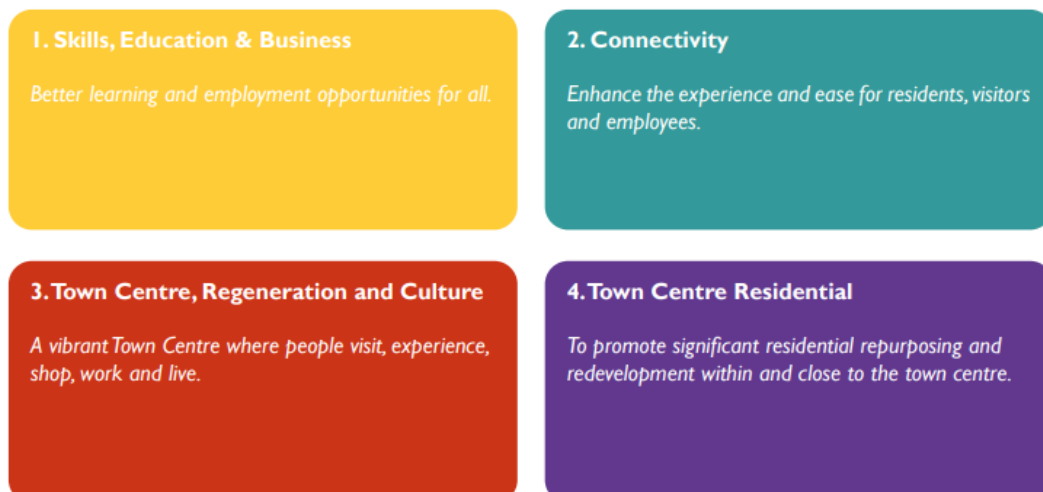 1. Skills, Education & Business
Better learning and employment opportunities for all.
2. Connectivity
Enhance the experience and ease for residents, visitors
and employees.
3. Town Centre, Regeneration and Culture
A vibrant Town Centre where people visit, experience,
shop, work and live.
4. Town Centre Residential
To promote significant residential repurposing and
redevelopment within and close to the town centre.